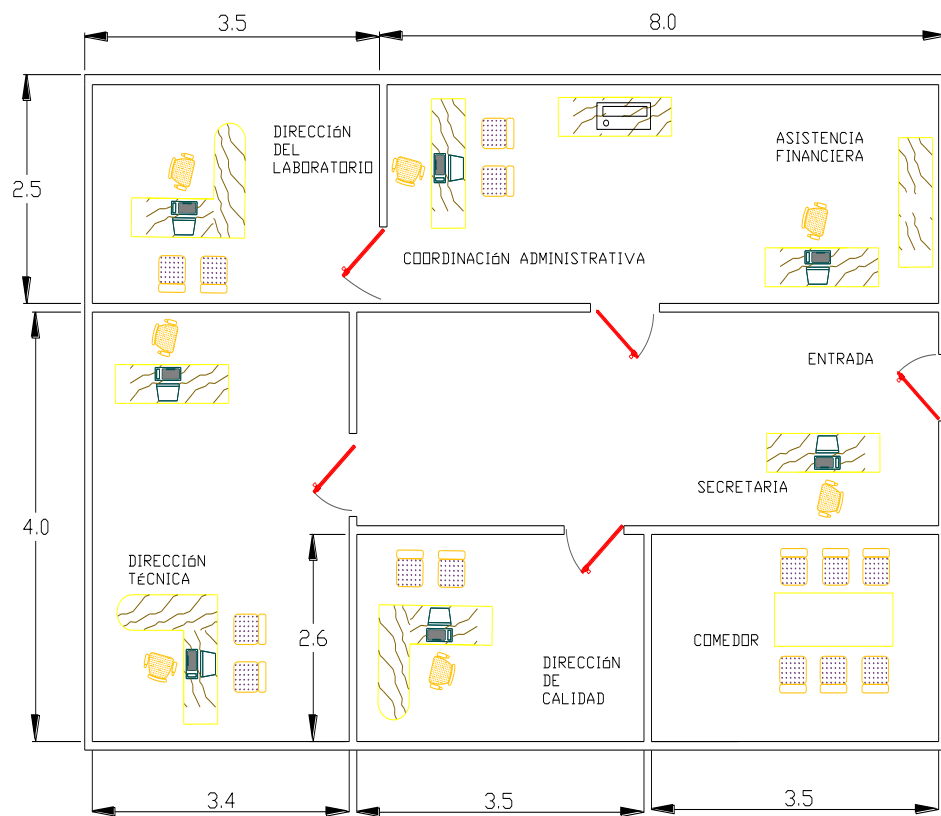 3.5
8.0
DIRECCIóN
DEL
LABORATORIO
ASISTENCIA
FINANCIERA
2.5
COORDINACIóN ADMINISTRATIVA
ENTRADA
SECRETARIA
4.0
DIRECCIóN
TéCNICA
2.6
COMEDOR
DIRECCIóN
DE
CALIDAD
3.4
3.5
3.5